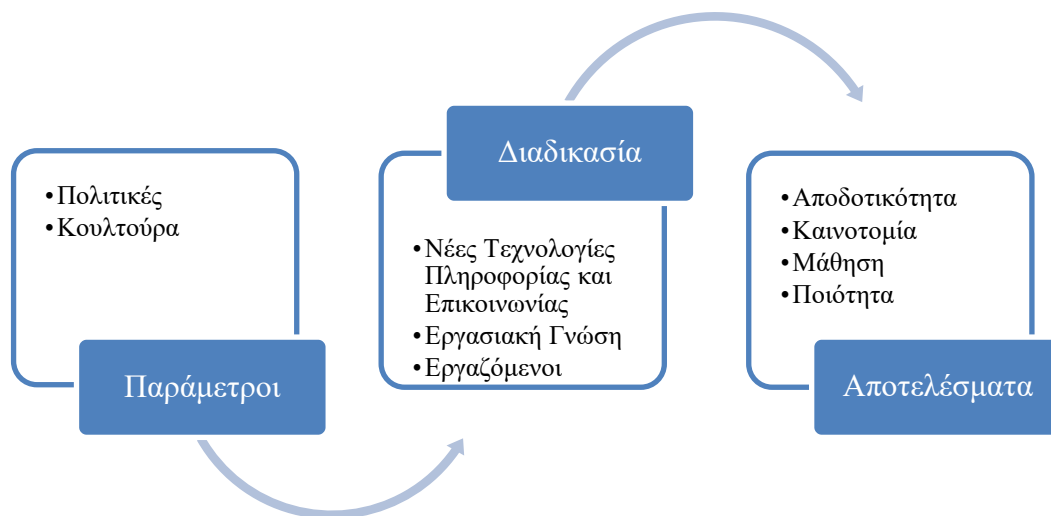 •Πολιτικές
•Κουλτούρα
Παράμετροι
Διαδικασία
•Νέες Τεχνολογίες
Πληροφορίας και
Επικοινωνίας
•Εργασιακή Γνώση
•Εργαζόμενοι
•Αποδοτικότητα
•Καινοτομία
•Μάθηση
•Ποιότητα
Αποτελέσματα